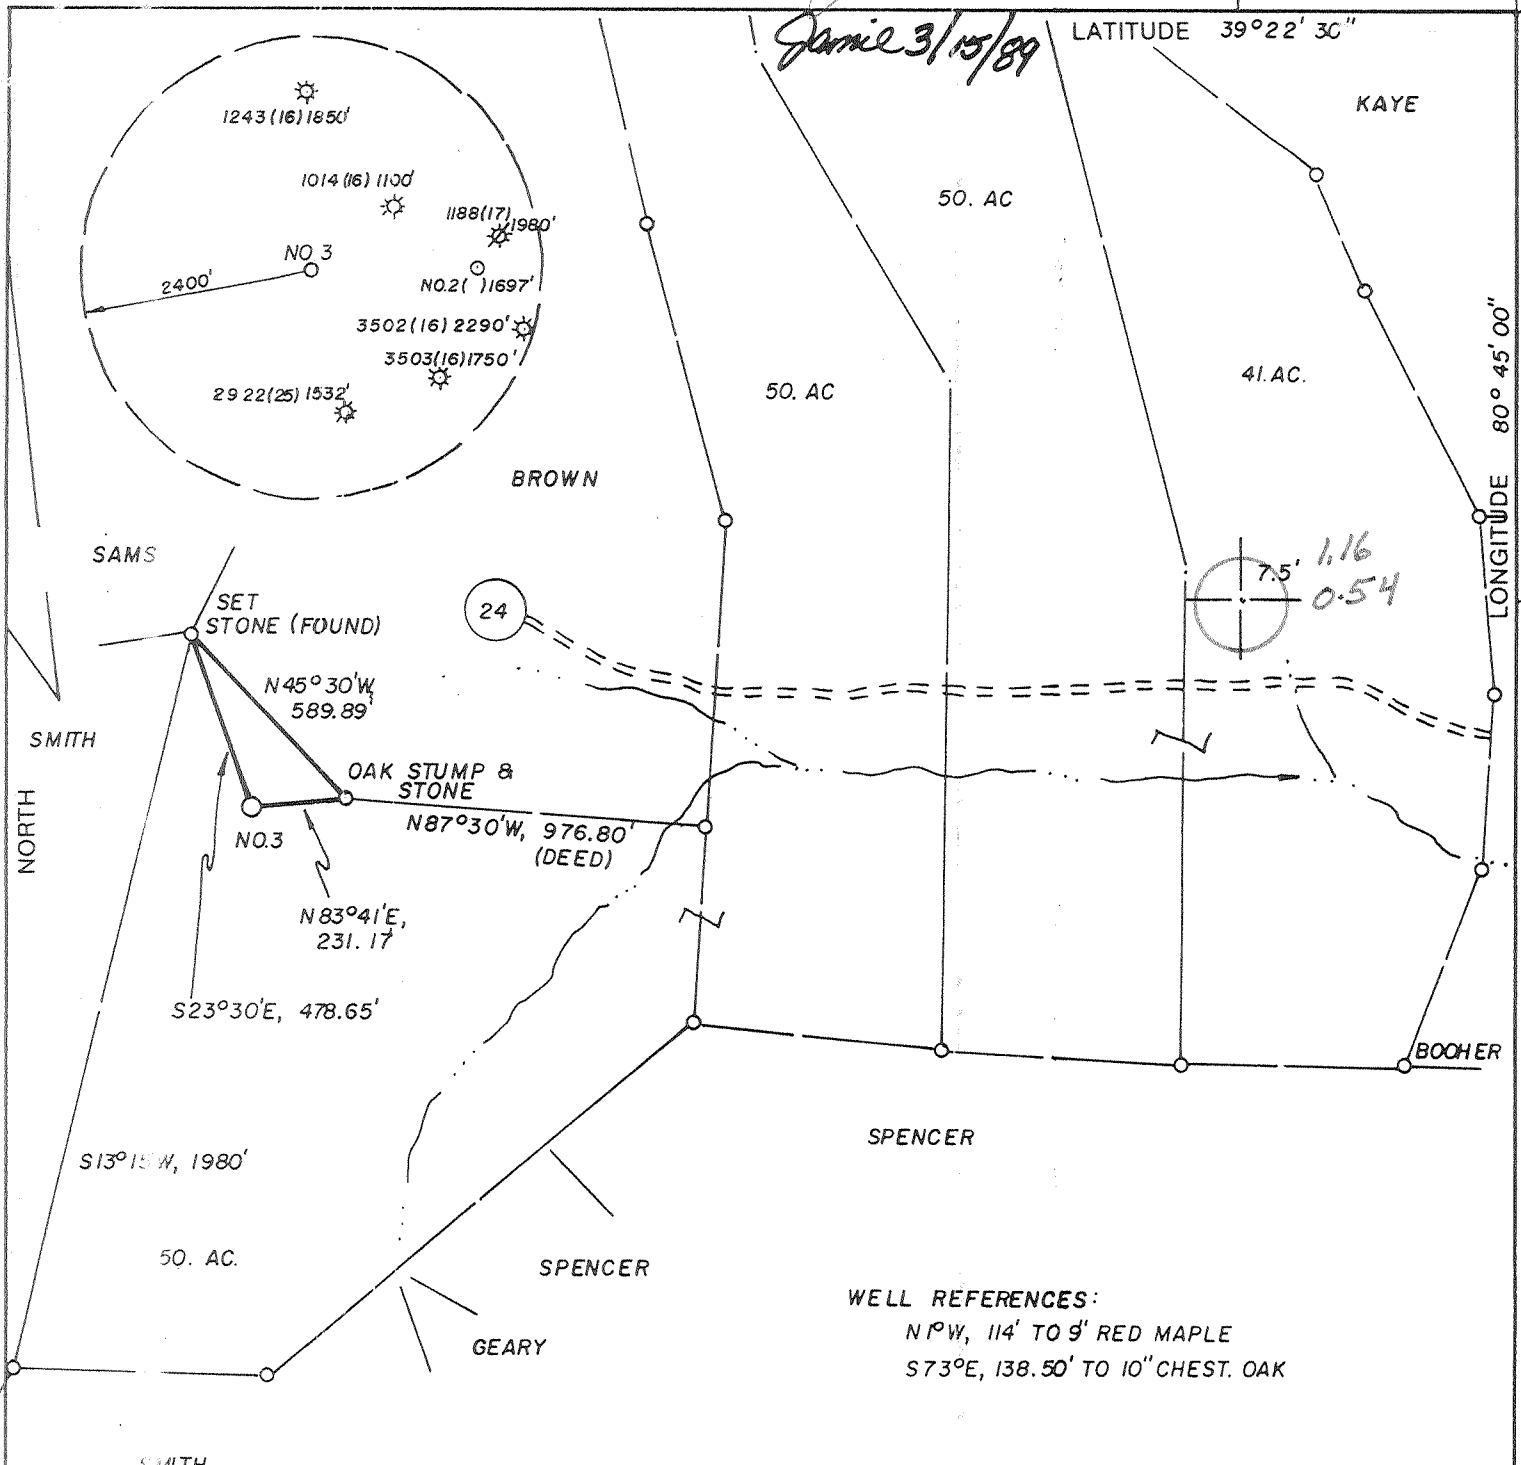 Jamie 3/15/89
LATITUDE 39°22' 30"
KAYE
1243 (16) 1850'
1014 (16) 1100'
1188(17)
1980'
50. AC
NO. 3
2400'
NO.2( )1697'
3502(16) 2290'
3503(16)1750'
2922(25) 1532'
50. AC
41. AC.
LONGITUDE 80° 45' 00"
BROWN
SAMS
7.5'
1.16
0.54
SET
STONE (FOUND)
24
N45°30'W,
589.89'
SMITH
OAK STUMP &
STONE
NORTH
NO.3
N87°30'W, 976.80'
(DEED)
N83°41'E,
231.17'
S23°30'E, 478.65'
BOOHER
SPENCER
S13°15'W, 1980'
50. AC.
SPENCER
GEARY
WELL REFERENCES:
N1°W, 114' TO 9" RED MAPLE
S73°E, 138.50' TO 10" CHEST. OAK
SMITH